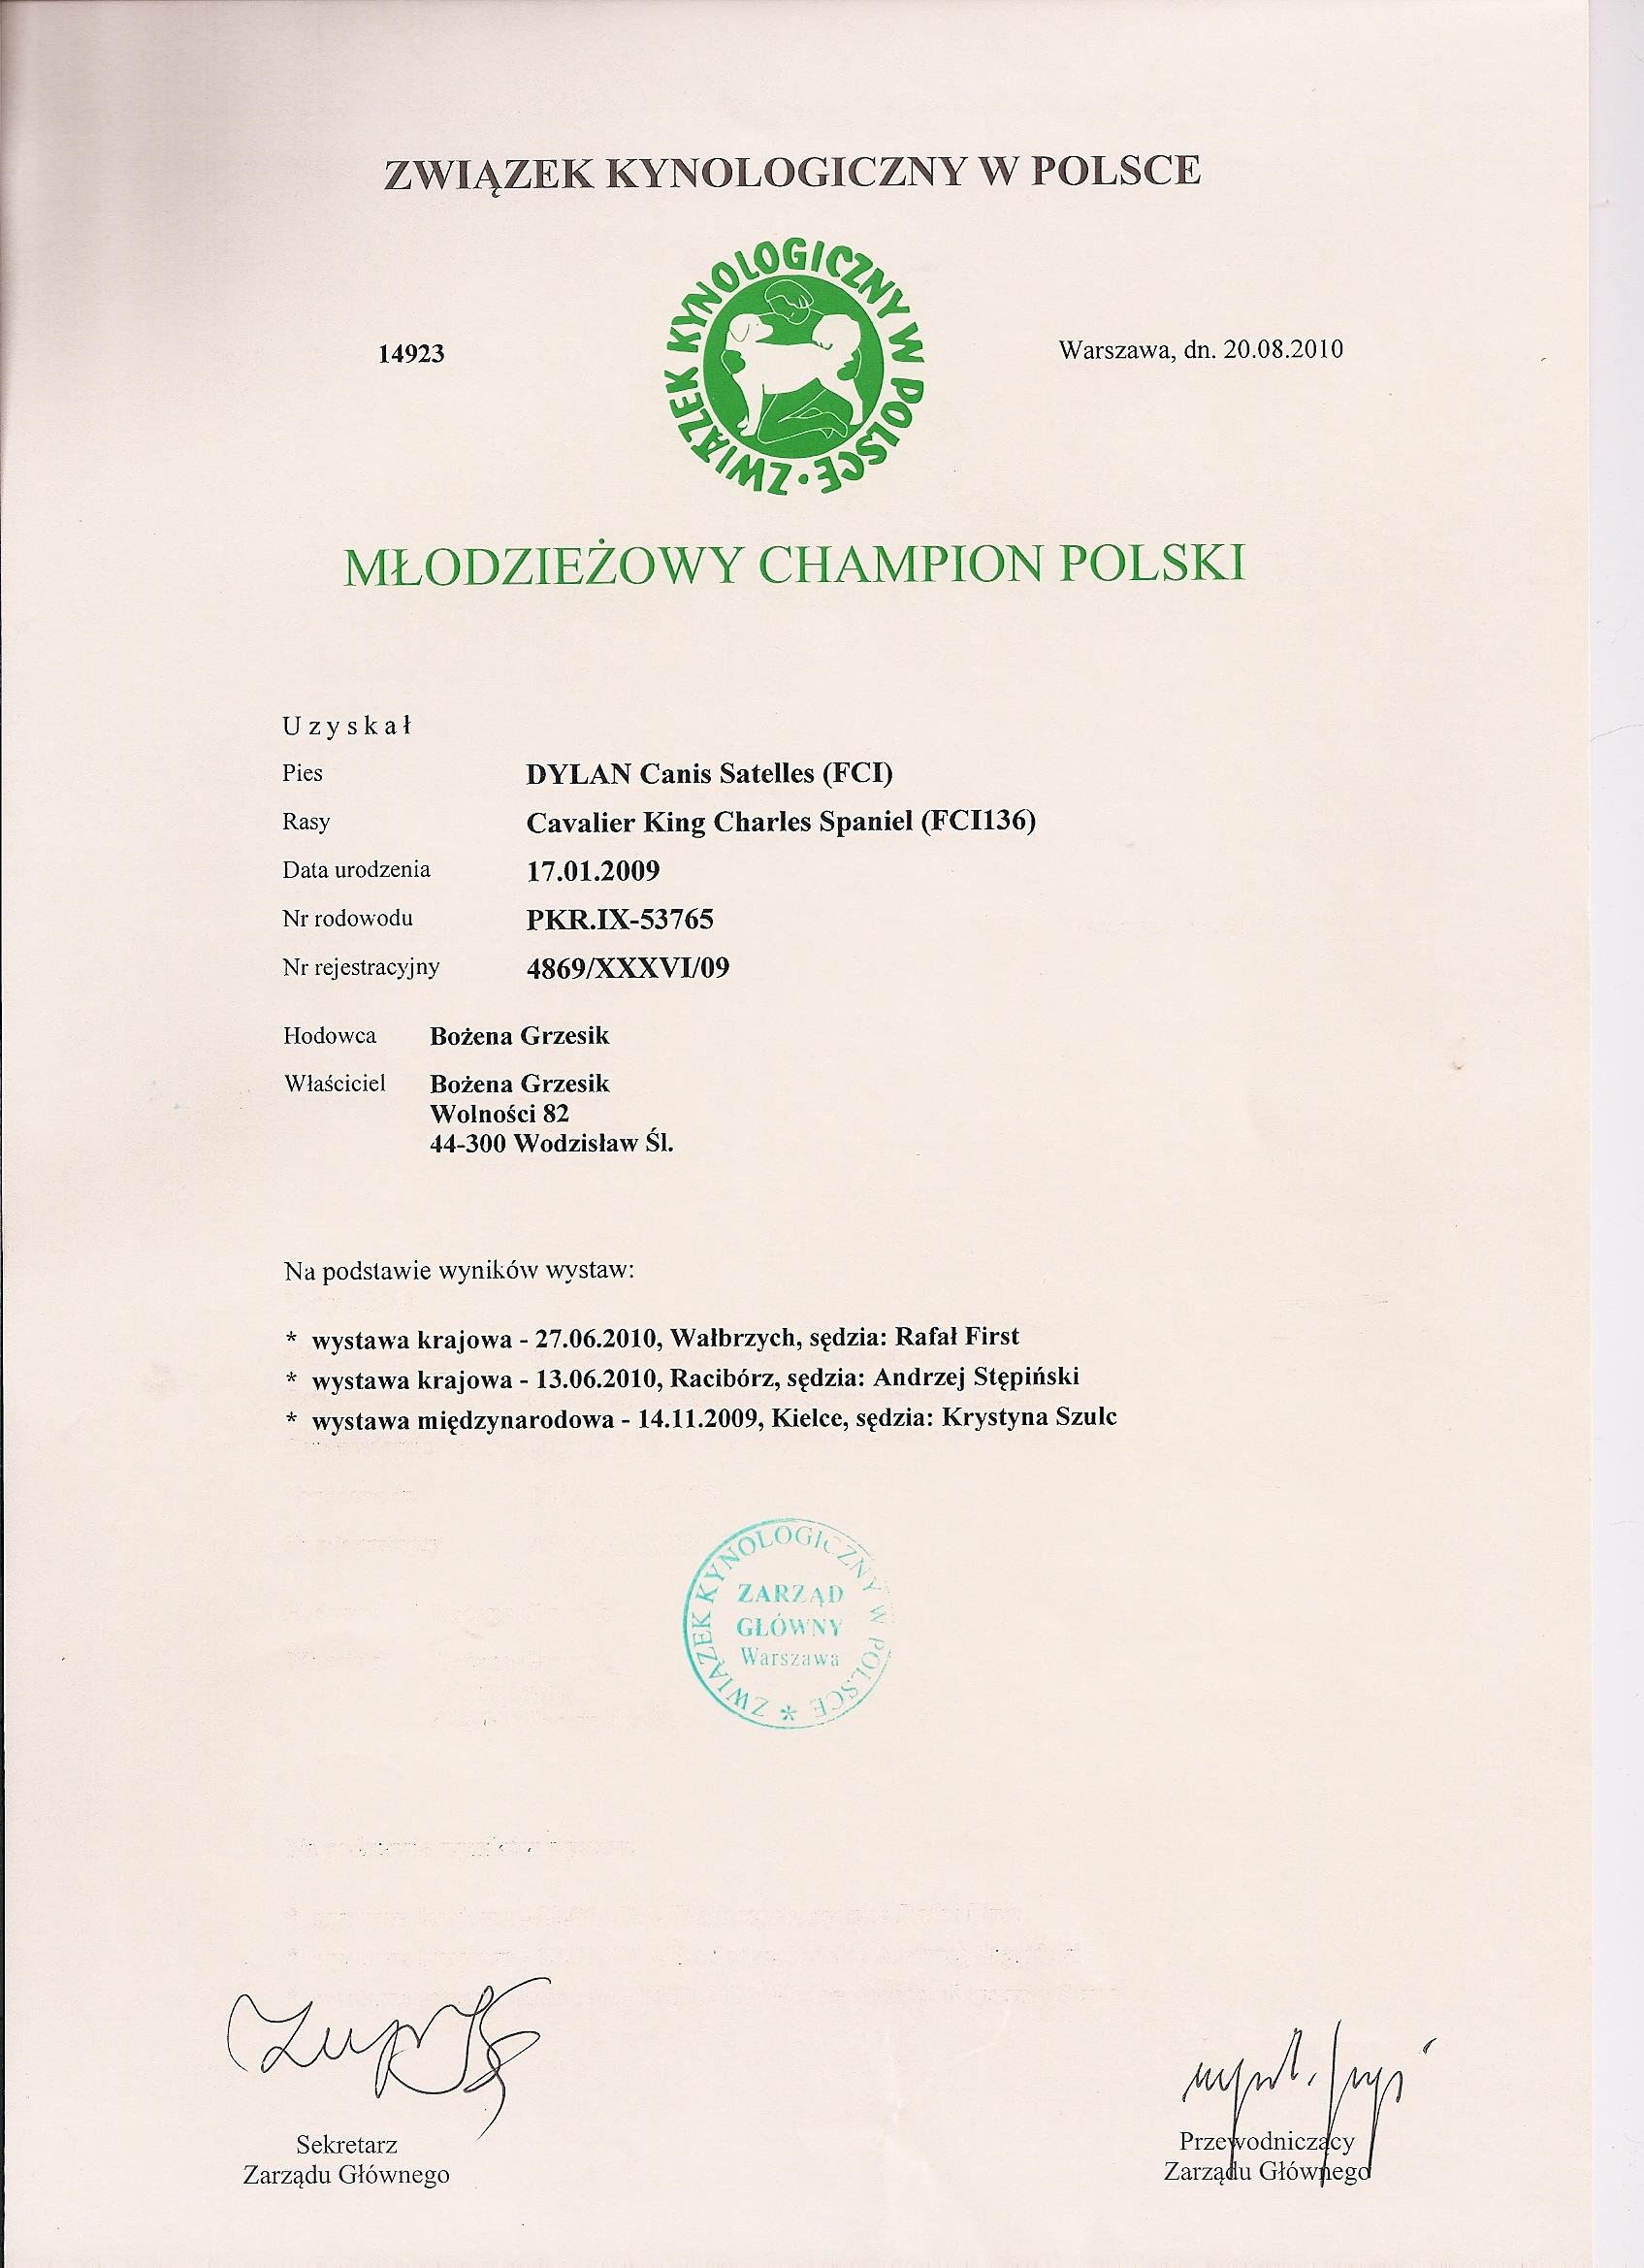 ZWIĄZEK KYNOLOGICZNY W POLSCE
ZWIĄZEK KYNOLOGICZNY W POLSCE •
14923
Warszawa, dn. 20.08.2010
MŁODZIEŻOWY CHAMPION POLSKI
Uzyskał
Pies DYLAN Canis Satelles (FCI)
Rasy Cavalier King Charles Spaniel (FCI136)
Data urodzenia 17.01.2009
Nr rodowodu PKR.IX-53765
Nr rejestracyjny 4869/XXXVI/09
Hodowca Bożena Grzesik
Właściciel Bożena Grzesik
Wolności 82
44-300 Wodzisław Śl.
Na podstawie wyników wystaw:
* wystawa krajowa - 27.06.2010, Wałbrzych, sędzia: Rafał First
* wystawa krajowa - 13.06.2010, Racibórz, sędzia: Andrzej Stępiński
* wystawa międzynarodowa - 14.11.2009, Kielce, sędzia: Krystyna Szulc
ZWIĄZEK KYNOLOGICZNY W POLSCE *
ZARZĄD
GŁÓWNY
Warszawa
Sekretarz
Zarządu Głównego
Przewodniczący
Zarządu Głównego